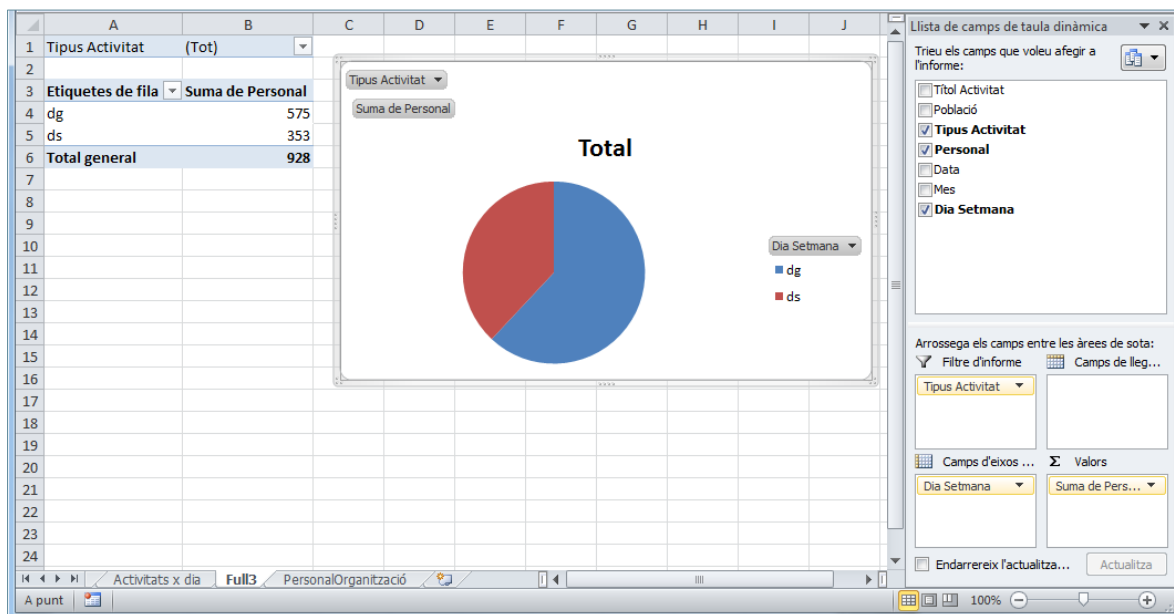 A B C D E F G H I J
1 Tipus Activitat (Tot)
2
3 Etiquetes de fila Suma de Personal
4 dg 575
5 ds 353
6 Total general 928
7
8
9
10
11
12
13
14
15
16
17
18
19
20
21
22
23
24
Tipus Activitat
Suma de Personal
Total
Dia Setmana
dg
ds
Llista de camps de taula dinàmica
Trieu els camps que voleu afegir a
l'informe:
Títol Activitat
Població
Tipus Activitat
Personal
Data
Mes
Dia Setmana
Arrossega els camps entre les àrees de sota:
Filtre d'informe Camps de lleg...
Tipus Activitat
Camps d'eixos ... Σ Valors
Dia Setmana Suma de Pers...
Endarrereix l'actualitza... Actualitza
Activitats x dia Full3 PersonalOrganització
A punt 100%